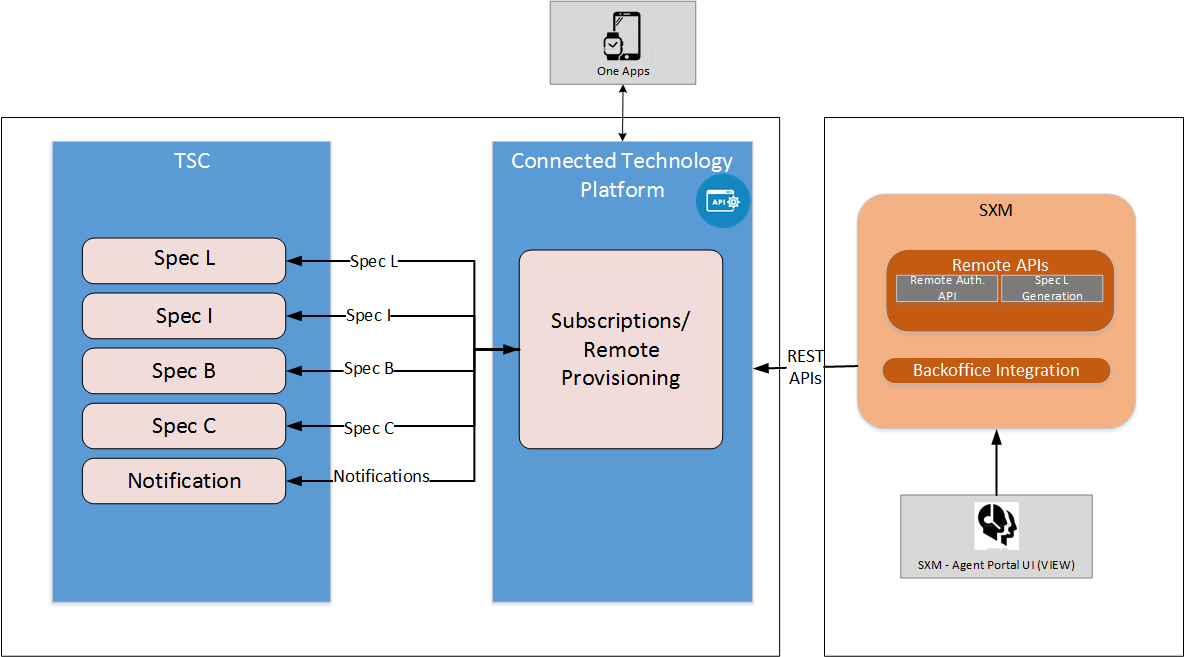 One Apps
TSC
Spec L
Spec I
Spec B
Spec C
Notification
Spec L
Spec I
Spec B
Spec C
Notifications
Connected Technology
Platform
API
Subscriptions/
Remote
Provisioning
REST
APIs
SXM
Remote APIs
Remote Auth.
API
Spec L
Generation
Backoffice Integration
SXM - Agent Portal UI (VIEW)